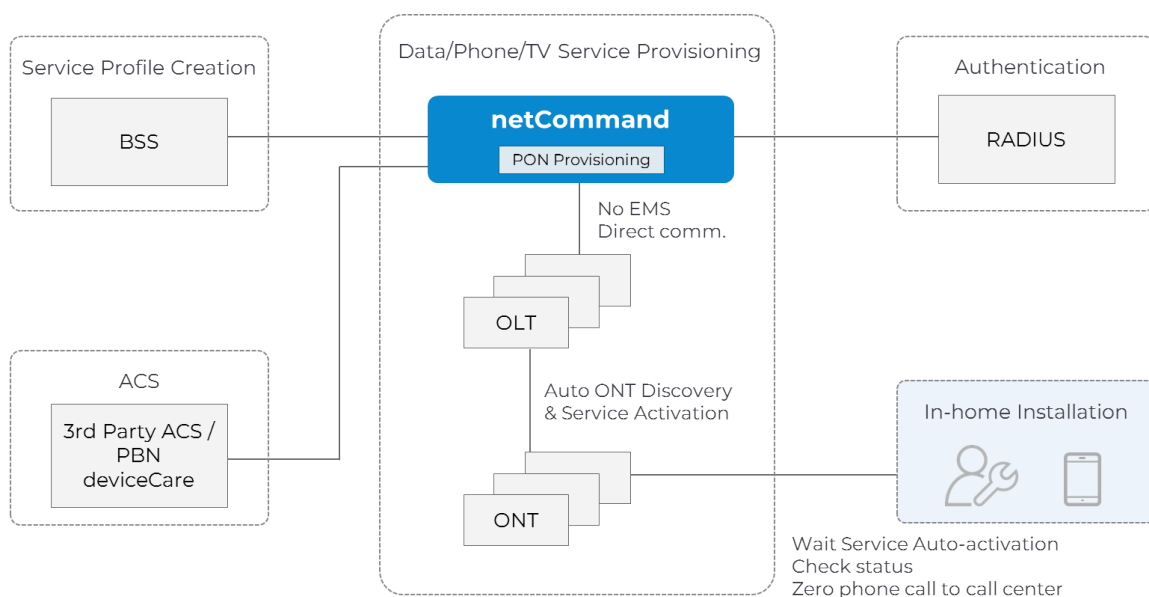 Service Profile Creation
BSS
Data/Phone/TV Service Provisioning
netCommand
PON Provisioning
Authentication
RADIUS
No EMS
Direct comm.
OLT
Auto ONT Discovery
& Service Activation
ONT
ACS
3rd Party ACS /
PBN
deviceCare
In-home Installation
Wait Service Auto-activation
Check status
Zero phone call to call center